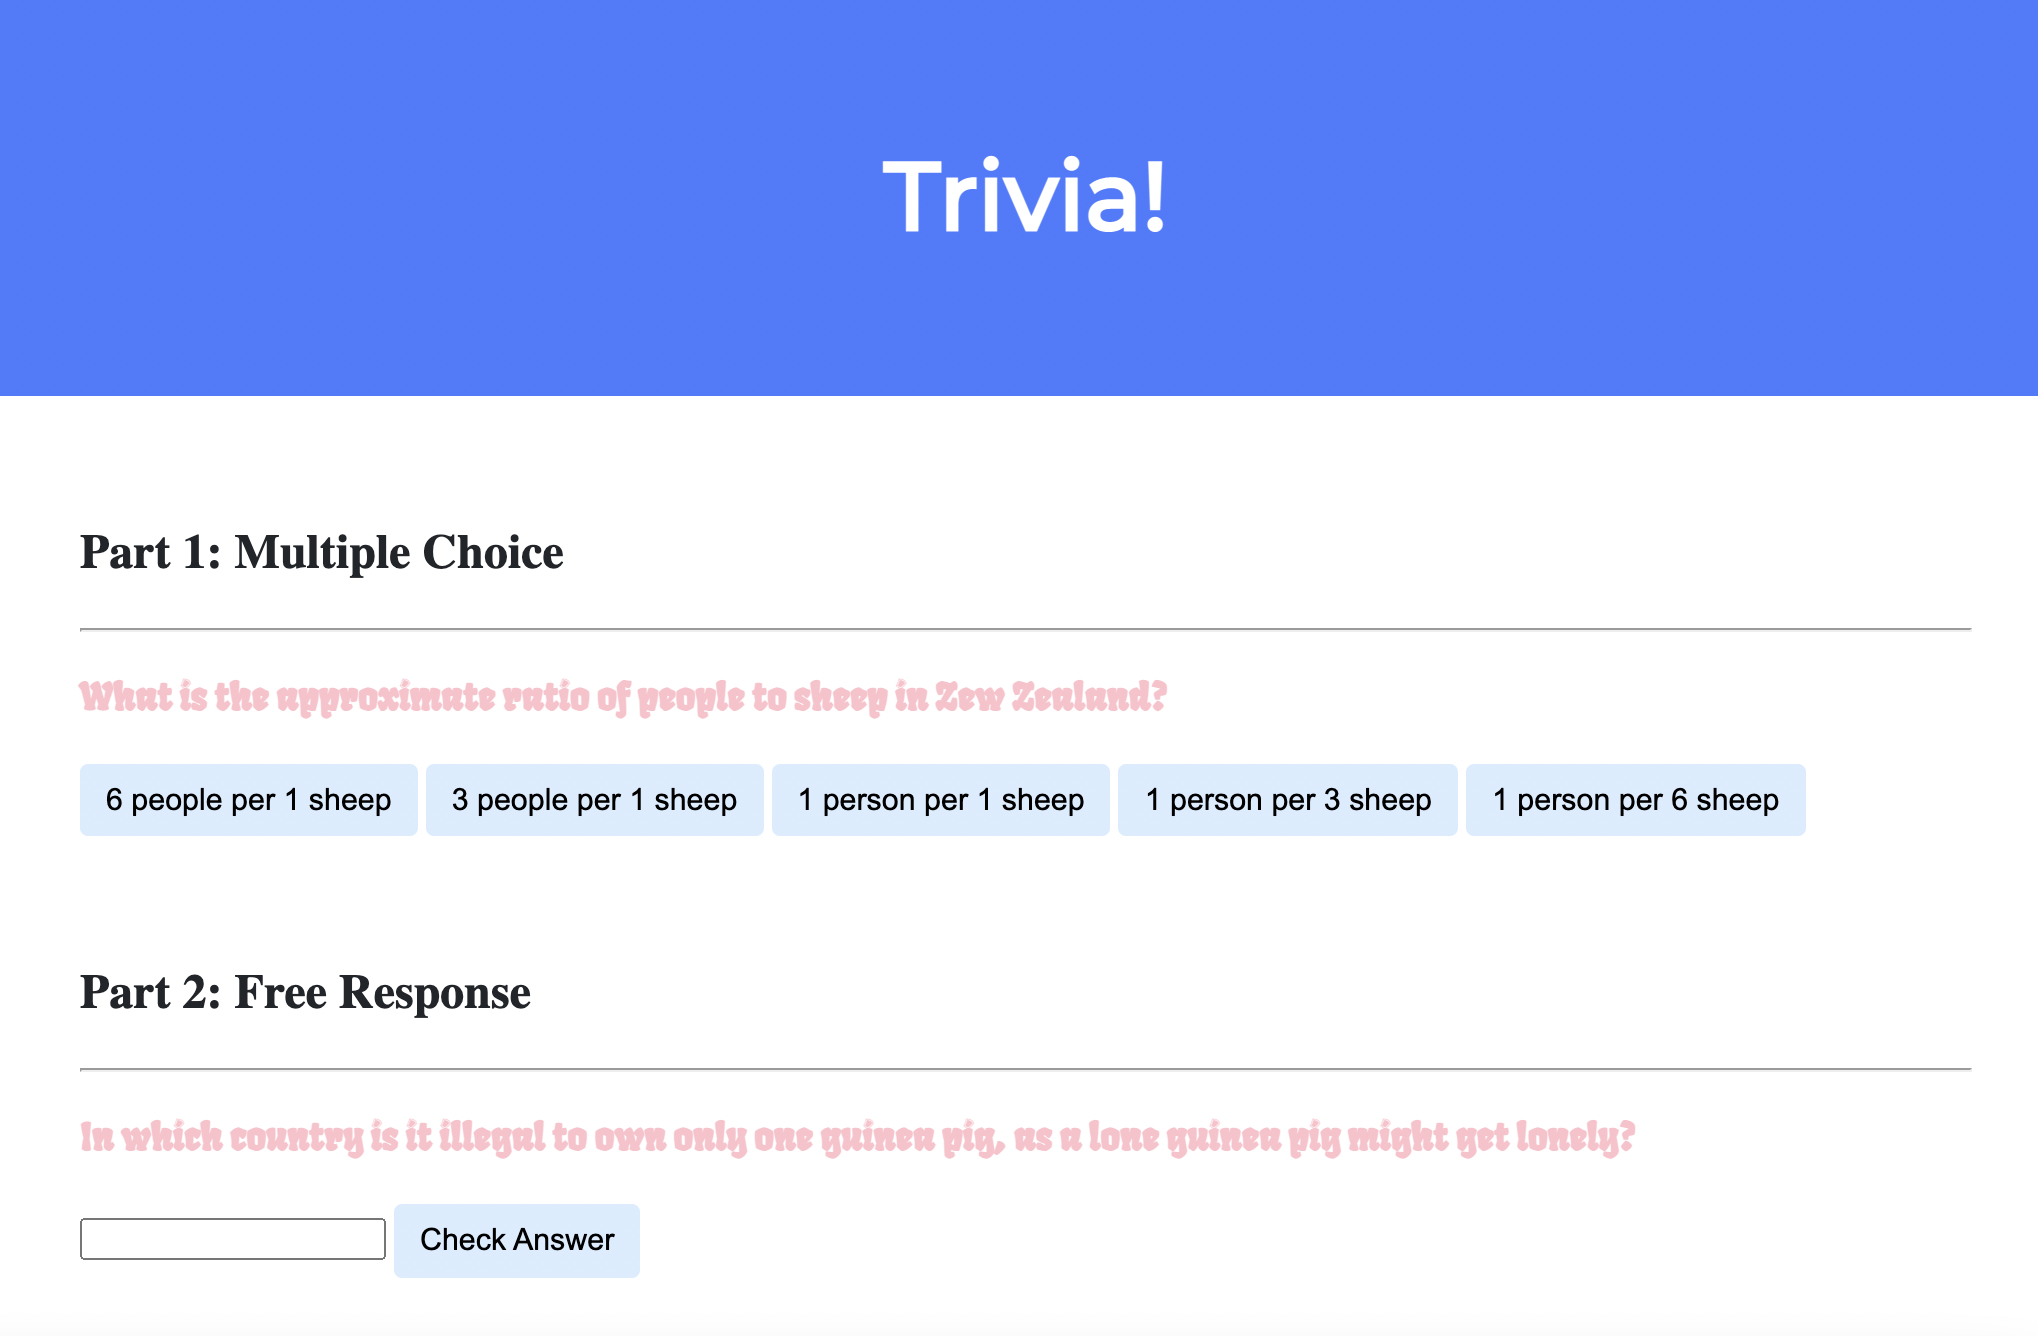 Trivia!
Part 1: Multiple Choice
What is the approximate ratio of people to sheep in Zew Zealand?
6 people per 1 sheep 3 people per 1 sheep 1 person per 1 sheep 1 person per 3 sheep 1 person per 6 sheep
Part 2: Free Response
In which country is it illegal to own only one guinea pig, as a lone guinea pig might get lonely?
Check Answer